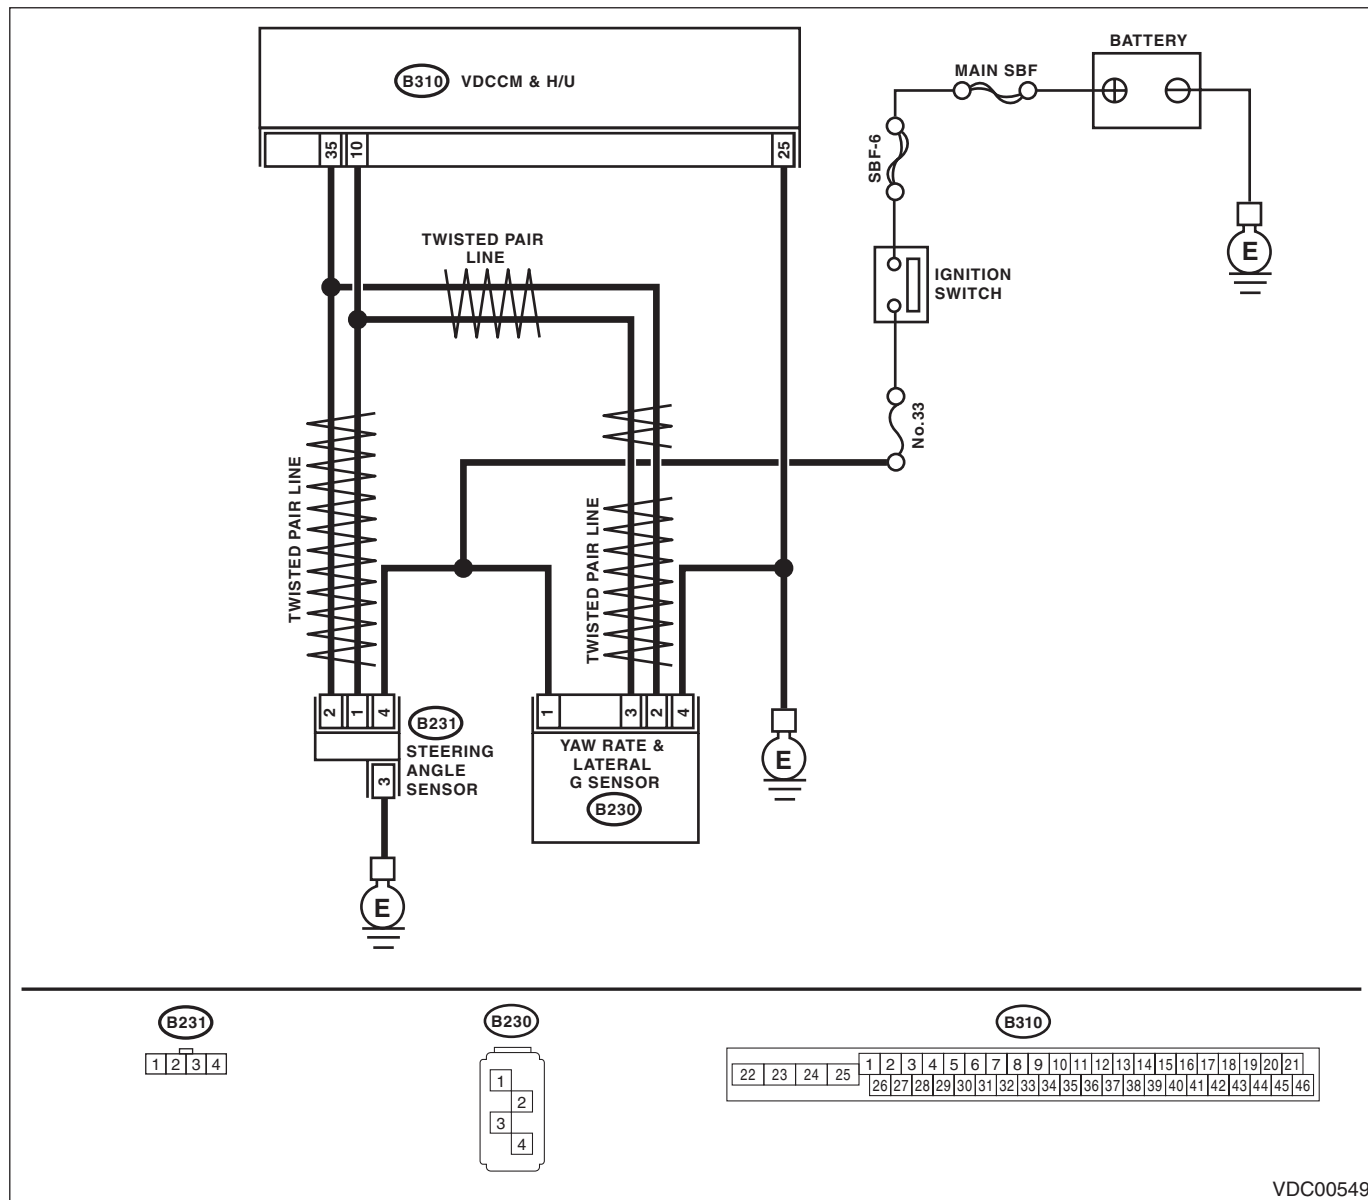 BATTERY
MAIN SBF
B310 VDCCM & H/U
35 10 25
SBF-6
TWISTED PAIR
LINE
E
IGNITION
SWITCH
No.33
TWISTED PAIR LINE
TWISTED PAIR LINE
2 1 4
B231
STEERING
ANGLE
SENSOR
3
1 3 2 4
YAW RATE &
LATERAL
G SENSOR
B230
E
E
B231
1 2 3 4
B230
1
2
3
4
B310
22 23 24 25
1 2 3 4 5 6 7 8 9 10 11 12 13 14 15 16 17 18 19 20 21
26 27 28 29 30 31 32 33 34 35 36 37 38 39 40 41 42 43 44 45 46
VDC00549